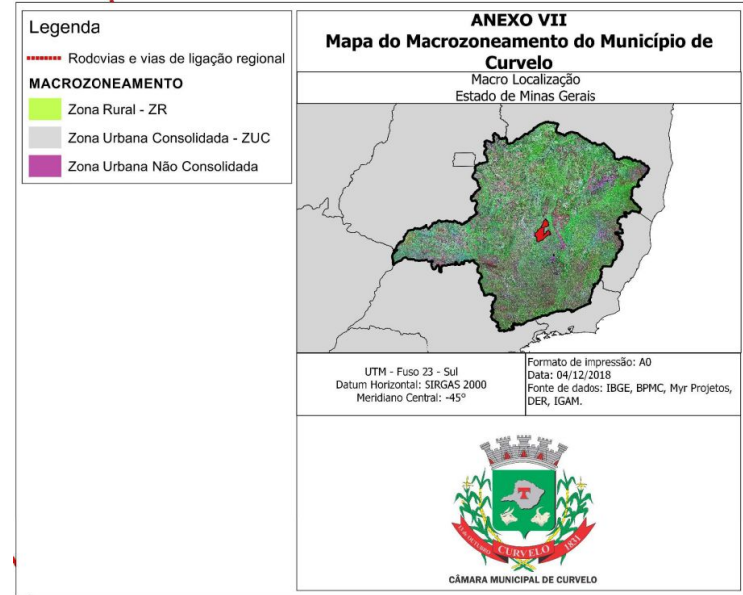 Legenda
Rodovias e vias de ligação regional
MACROZONEAMENTO
Zona Rural - ZR
Zona Urbana Consolidada - ZUC
Zona Urbana Não Consolidada
ANEXO VII
Mapa do Macrozoneamento do Município de
Curvelo
Macro Localização
Estado de Minas Gerais
UTM - Fuso 23 - Sul
Datum Horizontal: SIRGAS 2000
Meridiano Central: -45°
Formato de impressão: A0
Data: 04/12/2018
Fonte de dados: IBGE, BPMC, Myr Projetos,
DER, IGAM.
T
CURVELO
1831
CÂMARA MUNICIPAL DE CURVELO